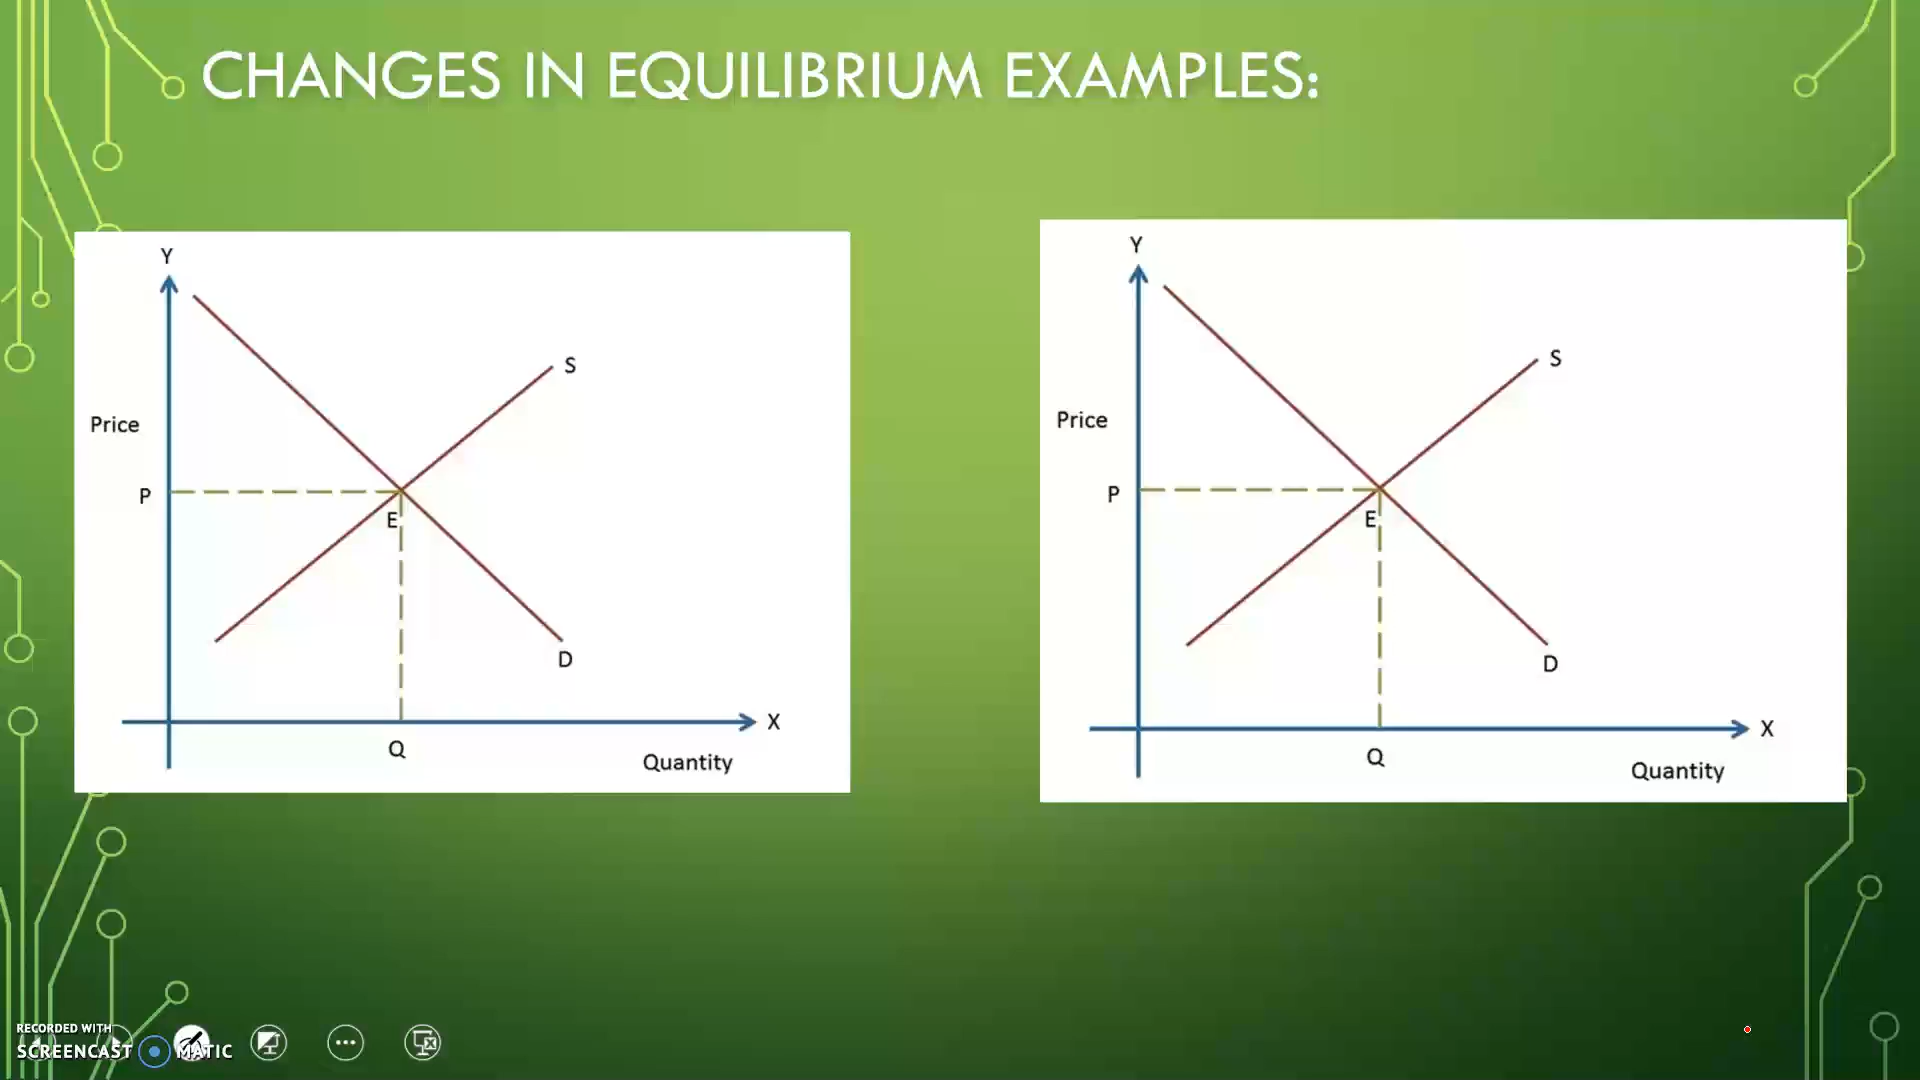 CHANGES IN EQUILIBRIUM EXAMPLES:
Y
S
Price
P
E
D
X
Q
Quantity
Y
S
Price
P
E
D
X
Q
Quantity
RECORDED WITH
SCREENCAST MATIC